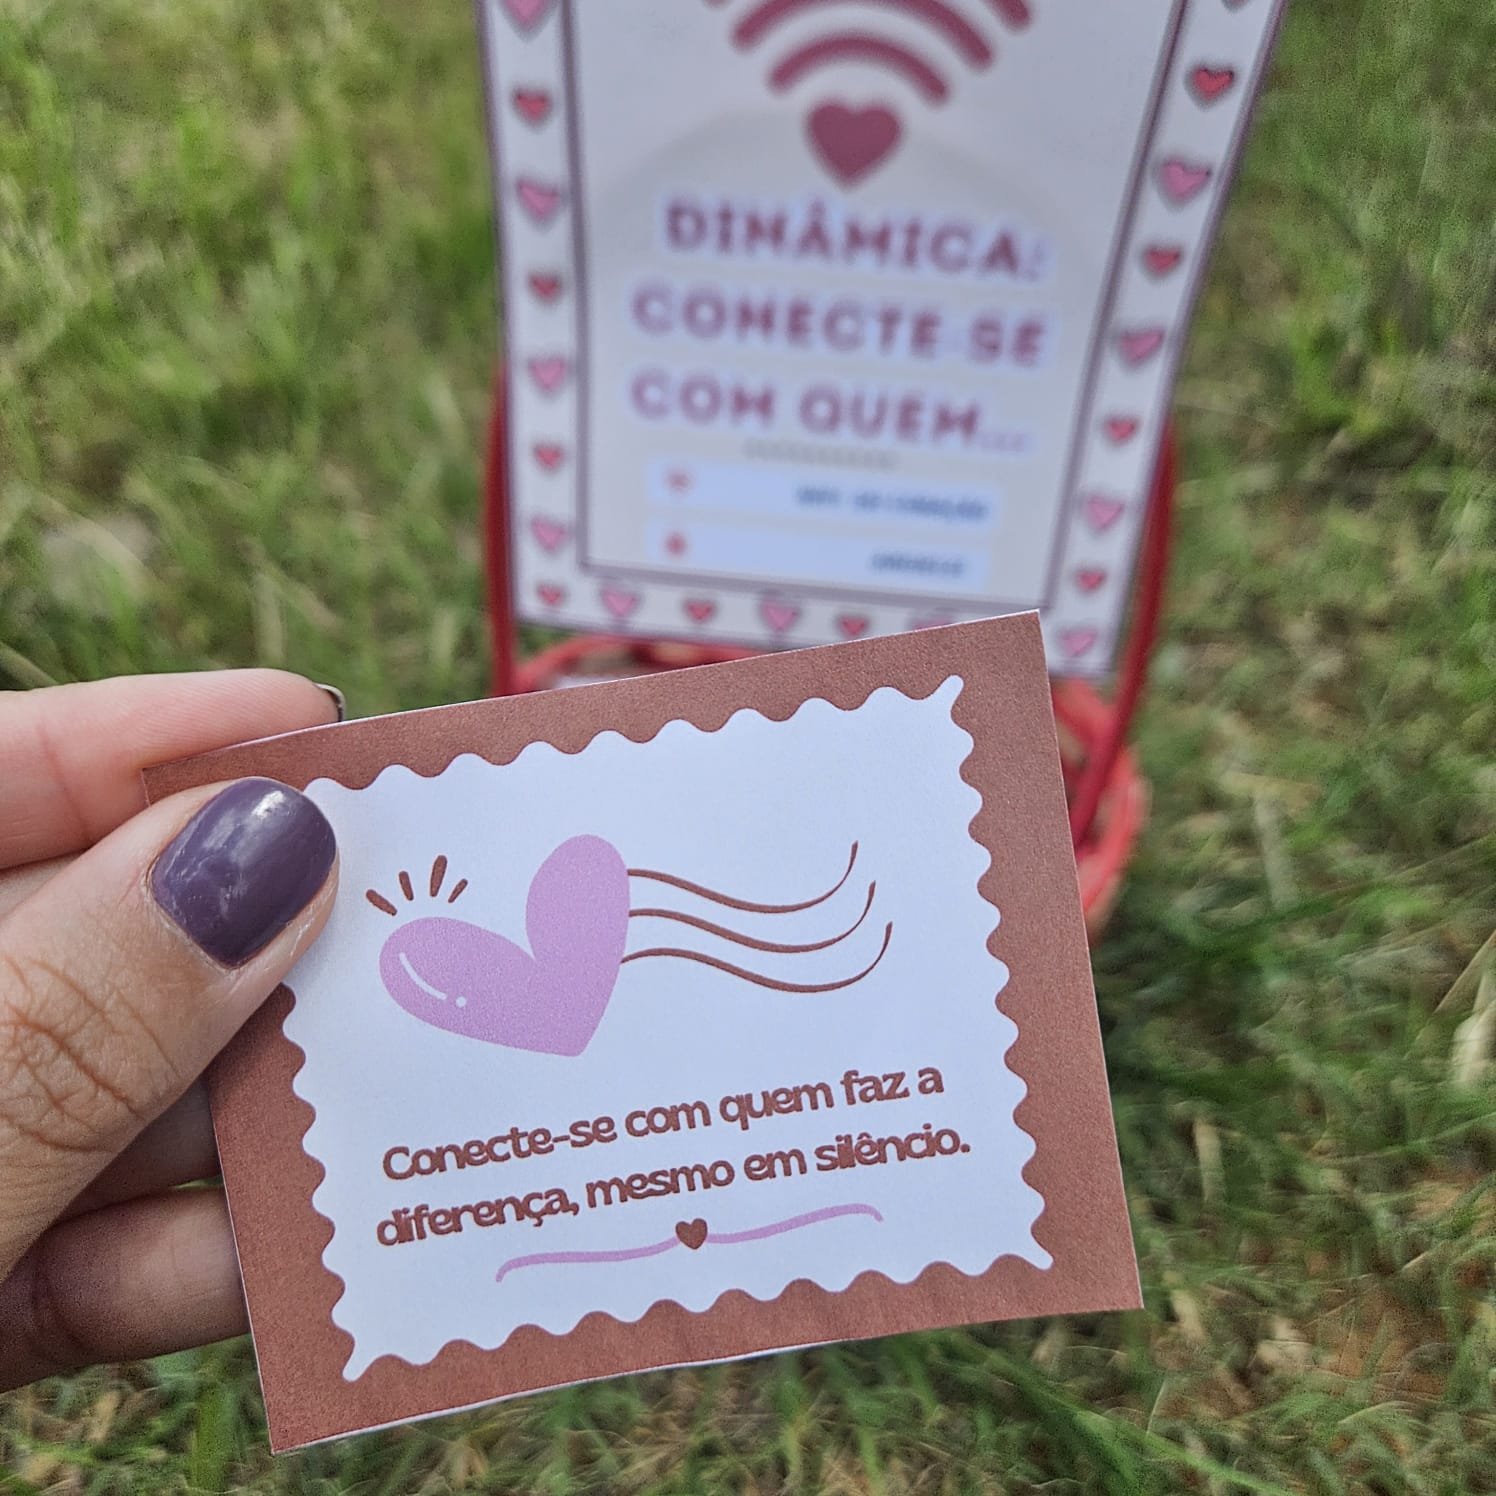 DINÂMICA:
CONECTE-SE
COM QUEM...
Conecte-se com quem faz a
diferença, mesmo em silêncio.